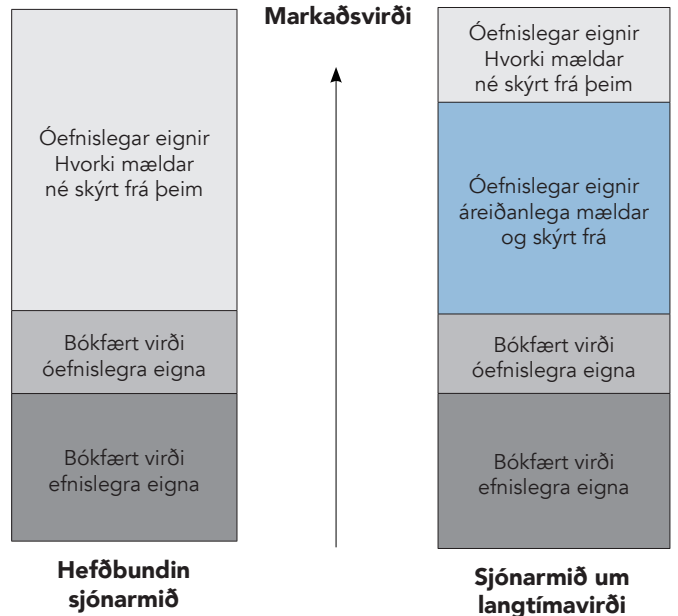 Markaðsvirði
Óefnislegar eignir
Hvorki mældar
né skýrt frá þeim
Bókfært virði
óefnislegra eigna
Bókfært virði
efnislegra eigna
Hefðbundin
sjónarmið
Óefnislegar eignir
Hvorki mældar
né skýrt frá þeim
Óefnislegar eignir
áreiðanlega mældar
og skýrt frá
Bókfært virði
óefnislegra eigna
Bókfært virði
efnislegra eigna
Sjónarmið um
langtímavirði